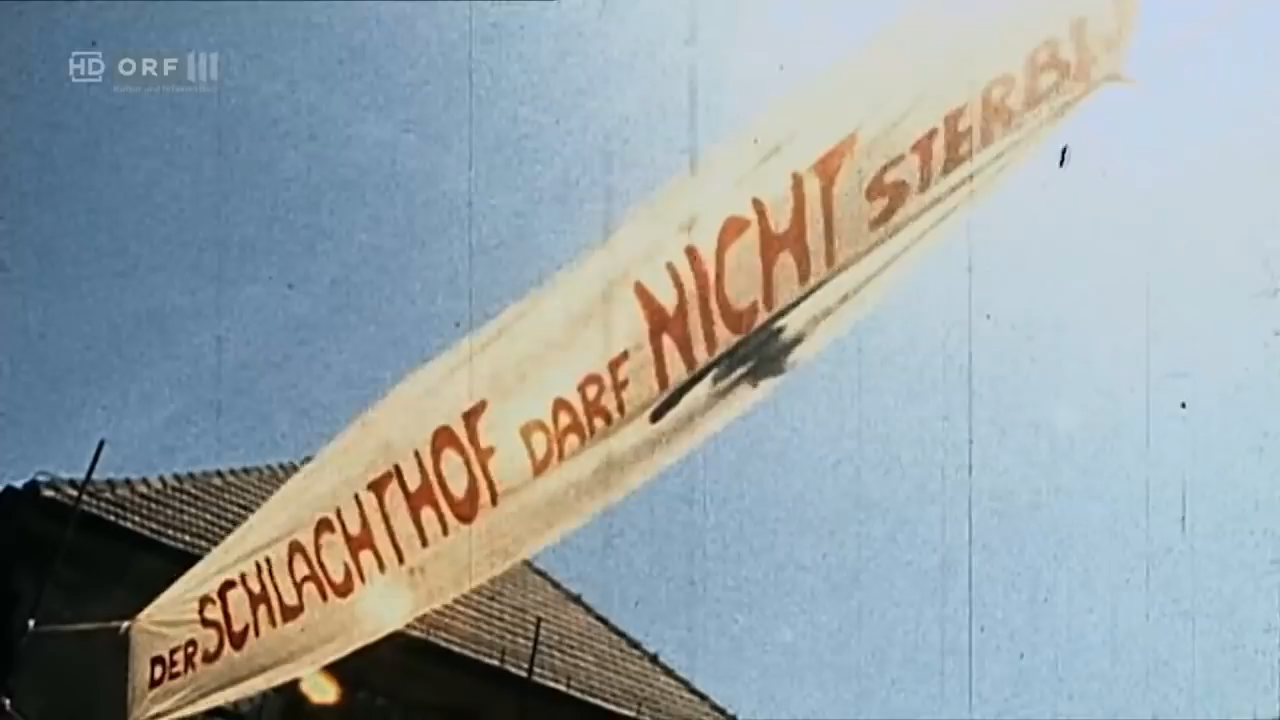 HD ORF III
DER SCHLACHTHOF DARF NICHT STERB